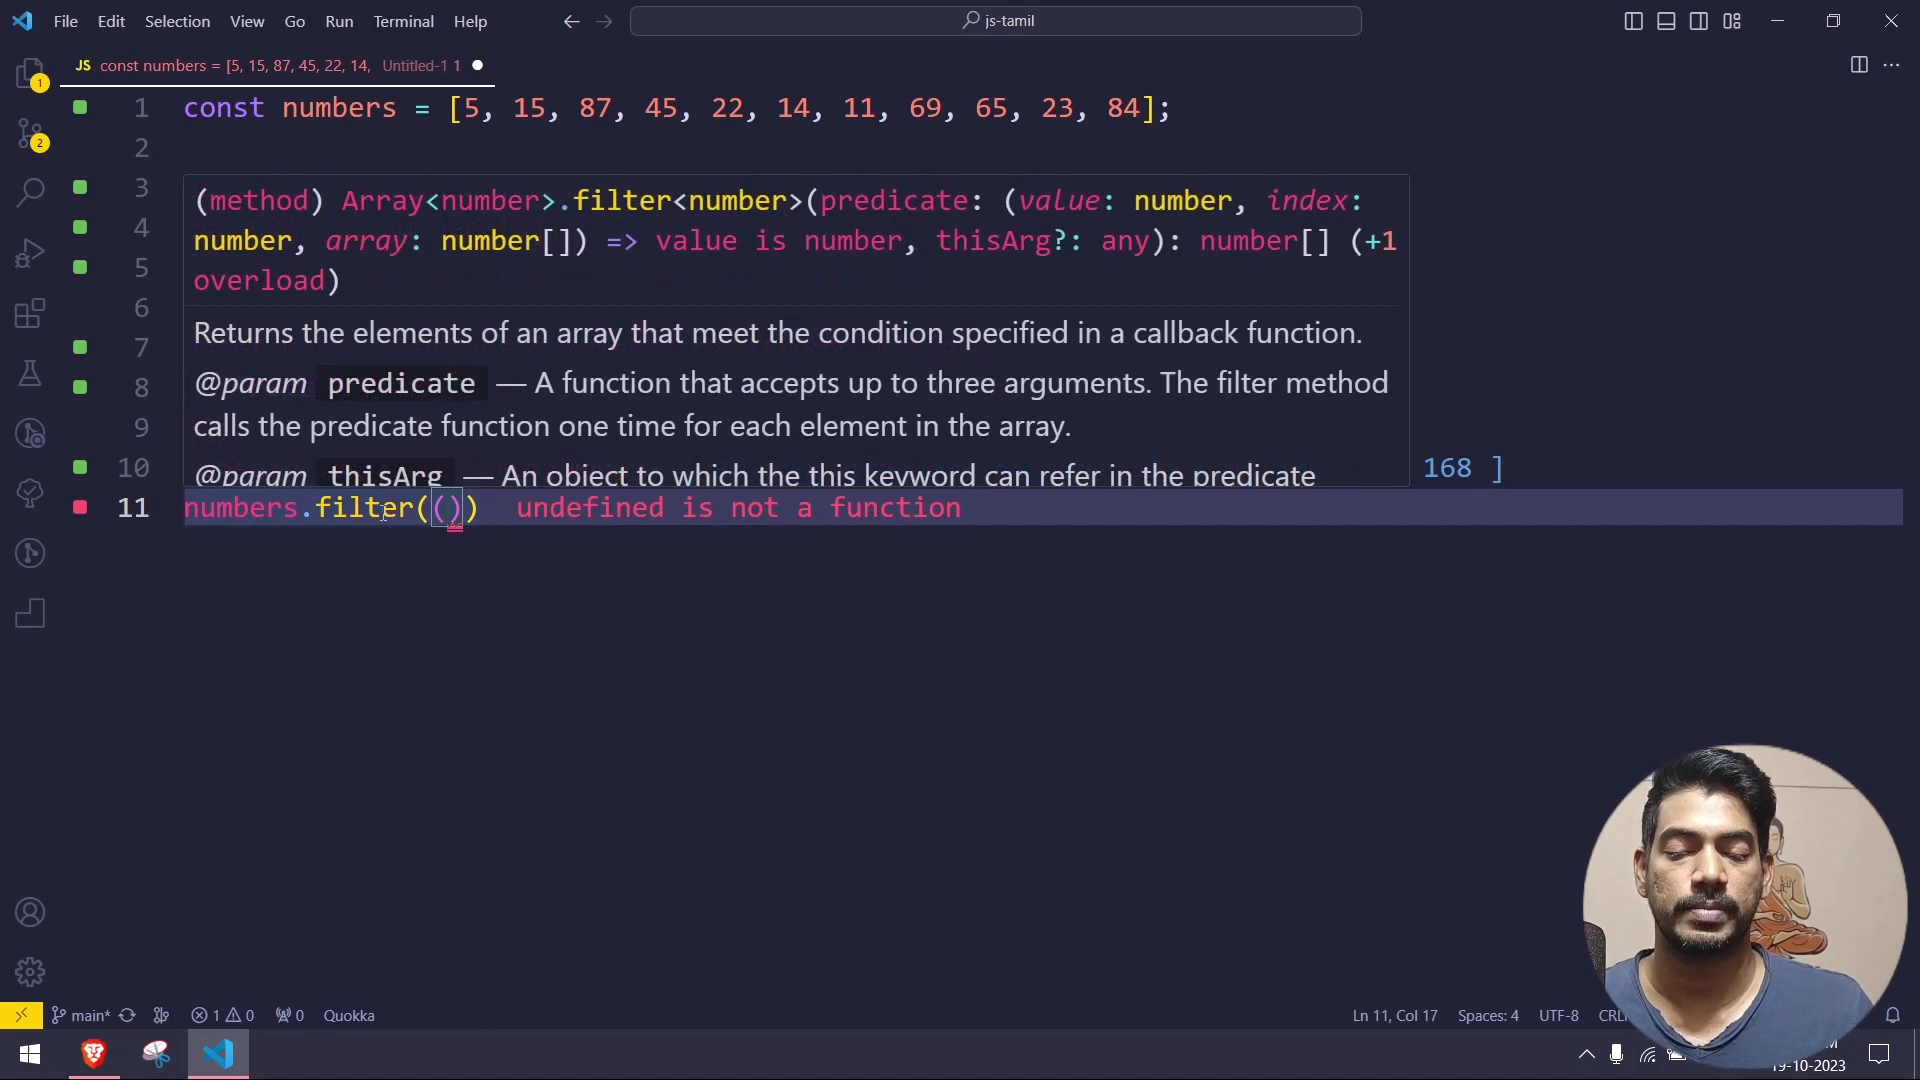 File Edit Selection View Go Run Terminal Help
js-tamil
JS const numbers = [5, 15, 87, 45, 22, 14, Untitled-1 1
1 const numbers = [5, 15, 87, 45, 22, 14, 11, 69, 65, 23, 84];
2
3
(method) Array<number>.filter<number>(predicate: (value: number, index:
4
number, array: number[]) => value is number, thisArg?: any): number[] (+1
5
overload)
6
7
Returns the elements of an array that meet the condition specified in a callback function.
8
@param predicate — A function that accepts up to three arguments. The filter method
9
calls the predicate function one time for each element in the array.
10
@param thisArg — An object to which the this keyword can refer in the predicate
168 ]
11 numbers.filter(()) undefined is not a function
1
2
main* 1 0 0 Quokka
Ln 11, Col 17 Spaces: 4 UTF-8
19-10-2023